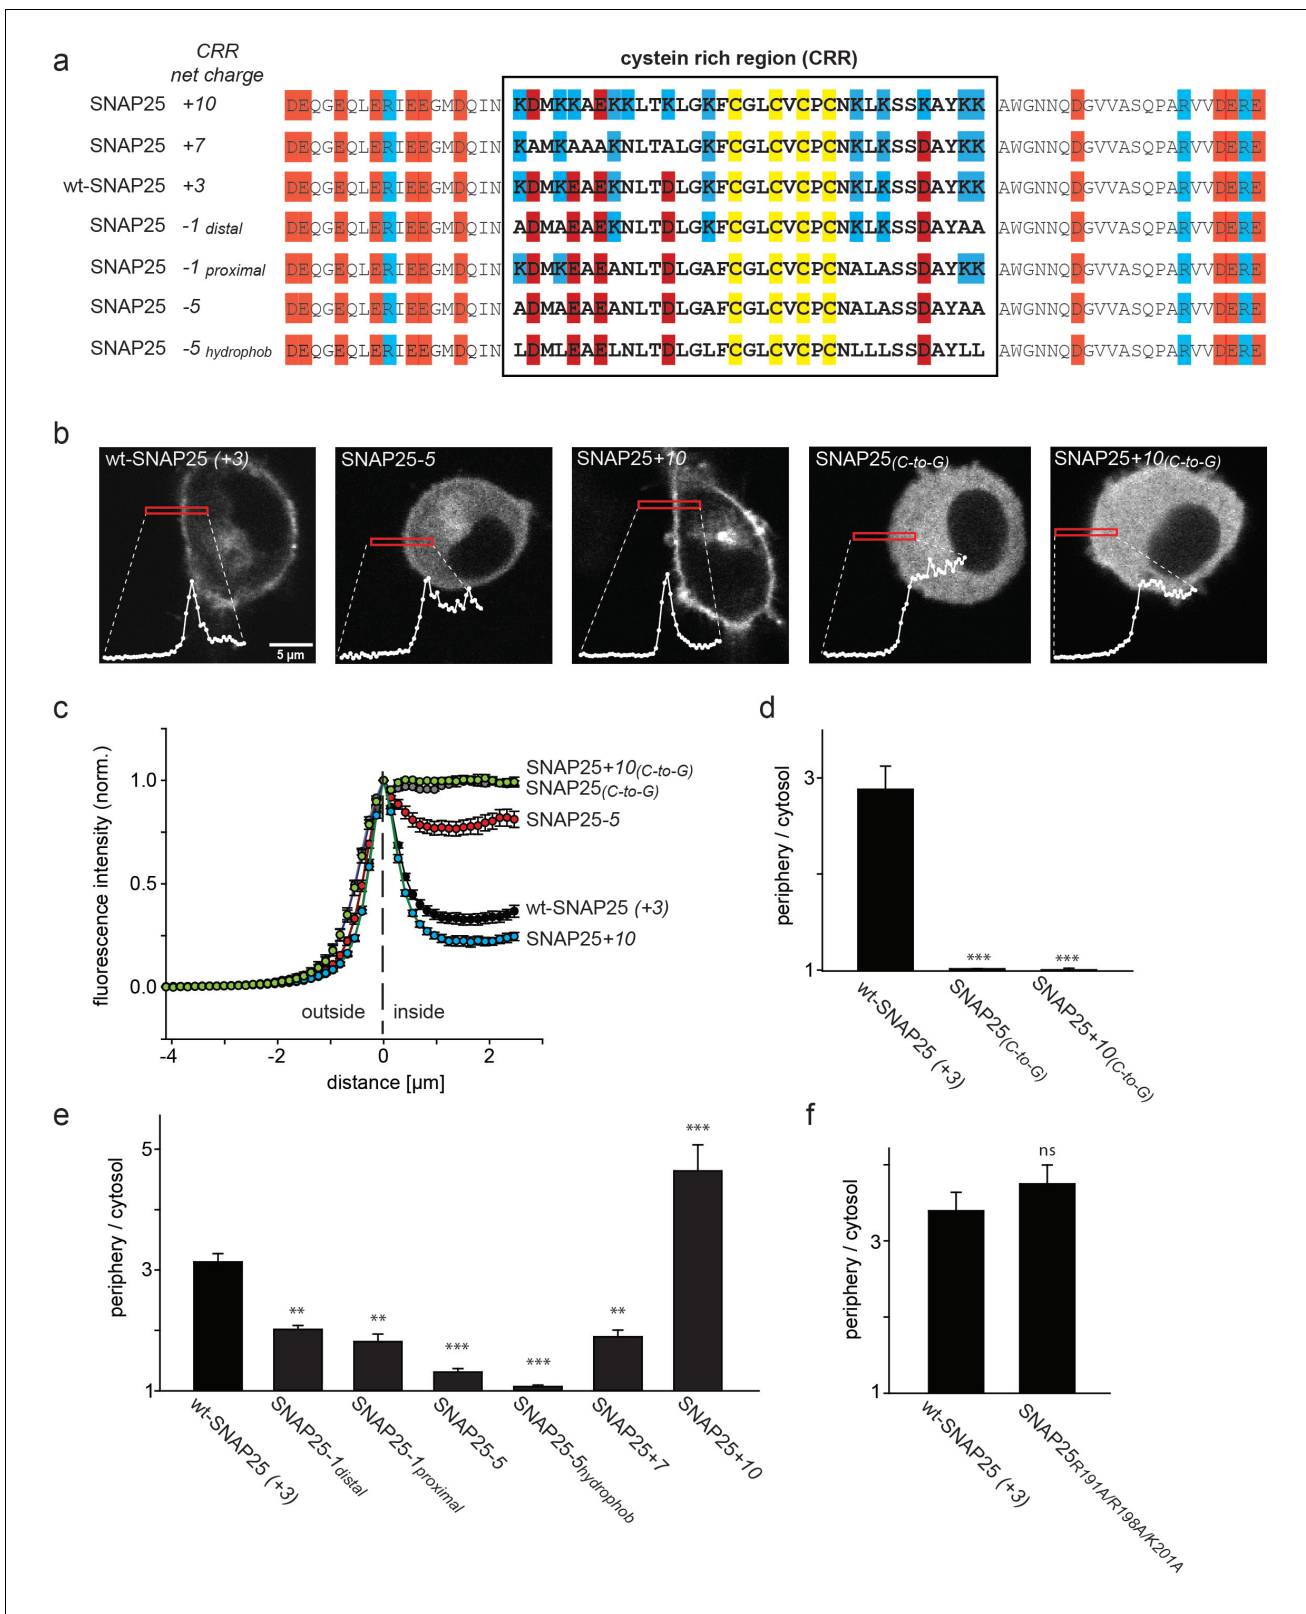 a
CRR
net charge
cystein rich region (CRR)
SNAP25 +10 DEQGEQLERIEEGMDQIN KDMKKAEKKLTKLGKFCGLCVCPCNKLKSSKAYKK AWGNNQDGVVASQPARVVDERE
SNAP25 +7 DEQGEQLERIEEGMDQIN KAMKAAAKNLTALGKFCGLCVCPCNKLKSSDAYKK AWGNNQDGVVASQPARVVDERE
wt-SNAP25 +3 DEQGEQLERIEEGMDQIN KDMKEAEKNLTDLGKFCGLCVCPCNKLKSSDAYKK AWGNNQDGVVASQPARVVDERE
SNAP25 -1 distal DEQGEQLERIEEGMDQIN ADMAEAEKNLTDLGKFCGLCVCPCNKLKSSDAYAA AWGNNQDGVVASQPARVVDERE
SNAP25 -1 proximal DEQGEQLERIEEGMDQIN KDMKEAEANLTDLGAFCGLCVCPCNALASSDAYKK AWGNNQDGVVASQPARVVDERE
SNAP25 -5 DEQGEQLERIEEGMDQIN ADMAEAEANLTDLGAFCGLCVCPCNALASSDAYAA AWGNNQDGVVASQPARVVDERE
SNAP25 -5 hydrophob DEQGEQLERIEEGMDQIN LDMLEAELNLTDLGLFCGLCVCPCNLLLSSDAYLL AWGNNQDGVVASQPARVVDERE
b
wt-SNAP25 (+3)
SNAP25-5
SNAP25+10
SNAP25(C-to-G)
SNAP25+10(C-to-G)
5 µm
c
fluorescence intensity (norm.)
1.0
0.5
0.0
SNAP25+10(C-to-G)
SNAP25(C-to-G)
SNAP25-5
wt-SNAP25 (+3)
SNAP25+10
outside
inside
-4
-2
0
2
distance [µm]
d
periphery / cytosol
3
1
***
***
wt-SNAP25 (+3)
SNAP25(C-to-G)
SNAP25+10(C-to-G)
e
periphery / cytosol
5
3
1
**
**
***
***
**
***
wt-SNAP25 (+3)
SNAP25-1distal
SNAP25-1proximal
SNAP25-5
SNAP25-5hydrophob
SNAP25+7
SNAP25+10
f
periphery / cytosol
3
1
ns
wt-SNAP25 (+3)
SNAP25R191A/R198A/K201A